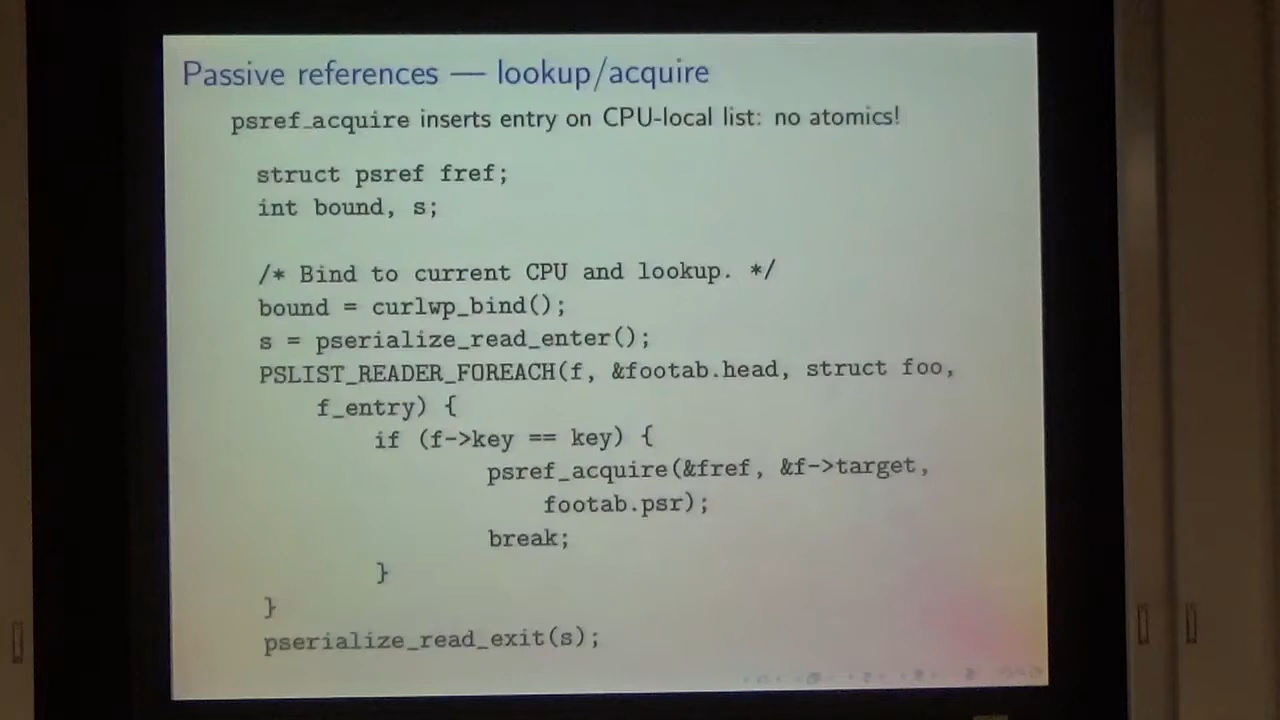 Passive references — lookup/acquire
psref_acquire inserts entry on CPU-local list: no atomics!
struct psref fref;
int bound, s;
/* Bind to current CPU and lookup. */
bound = curlwp_bind();
s = pserialize_read_enter();
PSLIST_READER_FOREACH(f, &footab.head, struct foo,
f_entry) {
if (f->key == key) {
psref_acquire(&fref, &f->target,
footab.psr);
break;
}
}
pserialize_read_exit(s);